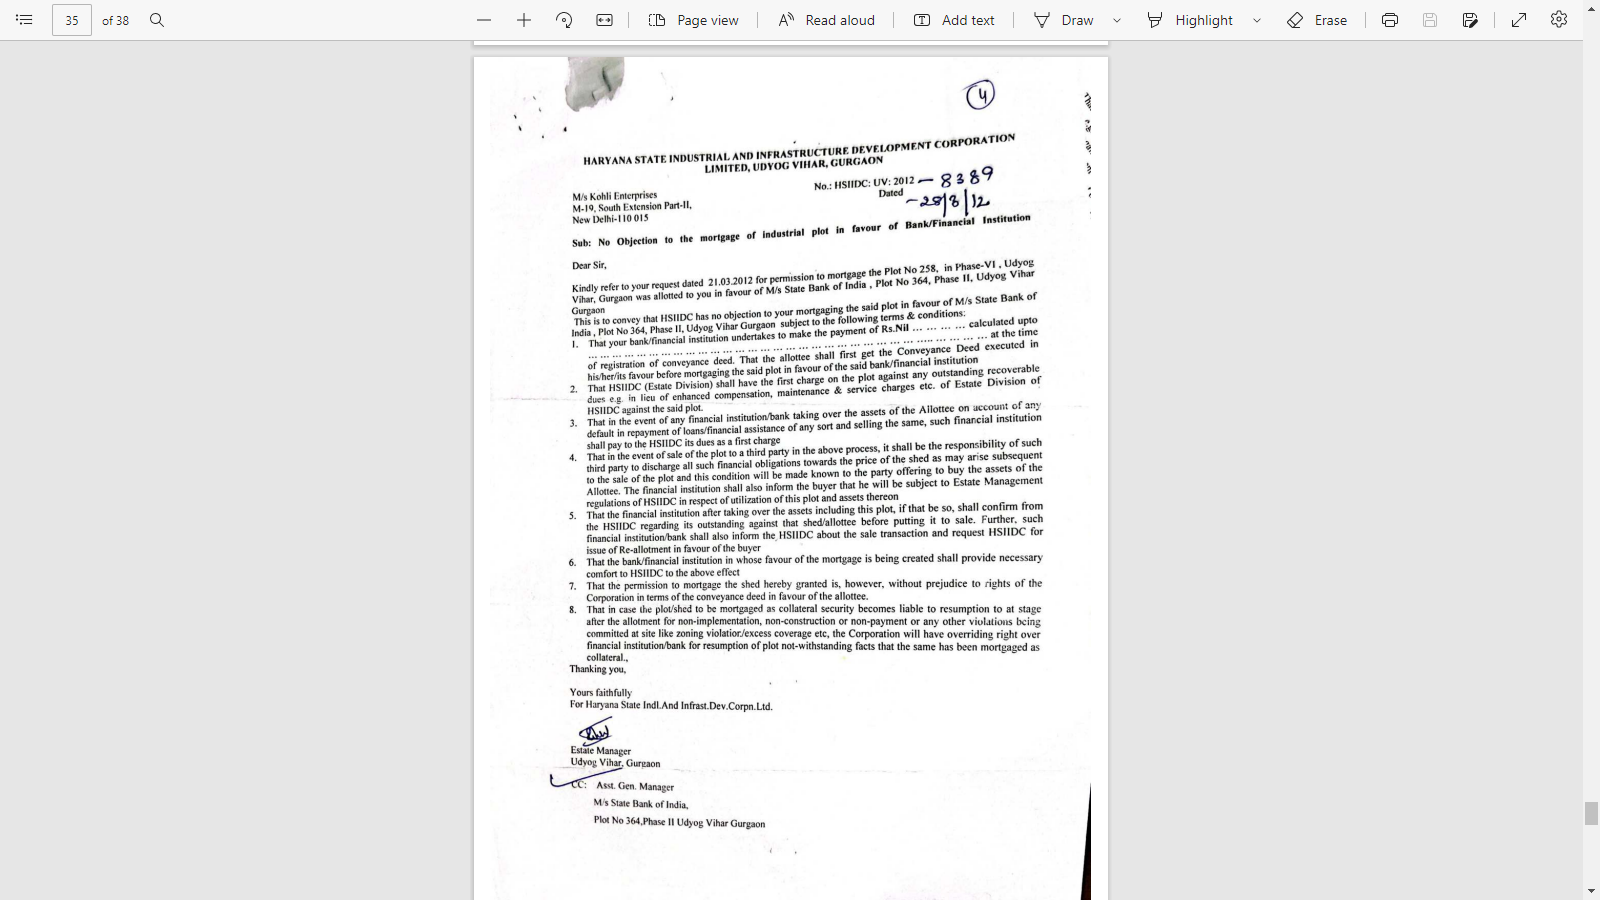 35 of 38 Page view Read aloud Add text Draw Highlight Erase
4
HARYANA STATE INDUSTRIAL AND INFRASTRUCTURE DEVELOPMENT CORPORATION
LIMITED, UDYOG VIHAR, GURGAON
No.: HSIIDC: UV: 2012 - 8389
Dated
M/s Kohli Enterprises
M-19, South Extension Part-II,
New Delhi-110 015
Sub: No Objection to the mortgage of industrial plot in favour of Bank/Financial Institution
Dear Sir,
Kindly refer to your request dated 21.03.2012 for permission to mortgage the Plot No 258, in Phase-VI , Udyog
Vihar, Gurgaon was allotted to you in favour of M/s State Bank of India , Plot No 364, Phase II, Udyog Vihar
Gurgaon
This is to convey that HSIIDC has no objection to your mortgaging the said plot in favour of M/s State Bank of
India , Plot No 364, Phase II, Udyog Vihar Gurgaon subject to the following terms & conditions:
1. That your bank/financial institution undertakes to make the payment of Rs.Nil ... ... ... ... calculated upto
... ... ... ... ... ... ... ... ... ... ... ... ... ... ... ... ... ... ... ... ... ... ... ... ... ... ... ... ... ... at the time
of registration of conveyance deed. That the allottee shall first get the Conveyance Deed executed in
his/her/its favour before mortgaging the said plot in favour of the said bank/financial institution
2. That HSIIDC (Estate Division) shall have the first charge on the plot against any outstanding recoverable
dues e.g. in lieu of enhanced compensation, maintenance & service charges etc. of Estate Division of
HSIIDC against the said plot.
3. That in the event of any financial institution/bank taking over the assets of the Allottee on account of any
default in repayment of loans/financial assistance of any sort and selling the same, such financial institution
shall pay to the HSIIDC its dues as a first charge
4. That in the event of sale of the plot to a third party in the above process, it shall be the responsibility of such
third party to discharge all such financial obligations towards the price of the shed as may arise subsequent
to the sale of the plot and this condition will be made known to the party offering to buy the assets of the
Allottee. The financial institution shall also inform the buyer that he will be subject to Estate Management
regulations of HSIIDC in respect of utilization of this plot and assets thereon
5. That the financial institution after taking over the assets including this plot, if that be so, shall confirm from
the HSIIDC regarding its outstanding against that shed/allottee before putting it to sale. Further, such
financial institution/bank shall also inform the HSIIDC about the sale transaction and request HSIIDC for
issue of Re-allotment in favour of the buyer
6. That the bank/financial institution in whose favour of the mortgage is being created shall provide necessary
comfort to HSIIDC to the above effect
7. That the permission to mortgage the shed hereby granted is, however, without prejudice to rights of the
Corporation in terms of the conveyance deed in favour of the allottee.
8. That in case the plot/shed to be mortgaged as collateral security becomes liable to resumption to at stage
after the allotment for non-implementation, non-construction or non-payment or any other violations being
committed at site like zoning violation/excess coverage etc, the Corporation will have overriding right over
financial institution/bank for resumption of plot not-withstanding facts that the same has been mortgaged as
collateral.,
Thanking you,
Yours faithfully
For Haryana State Indl.And Infrast.Dev.Corpn.Ltd.
Estate Manager
Udyog Vihar, Gurgaon
CC: Asst. Gen. Manager
M/s State Bank of India,
Plot No 364,Phase II Udyog Vihar Gurgaon